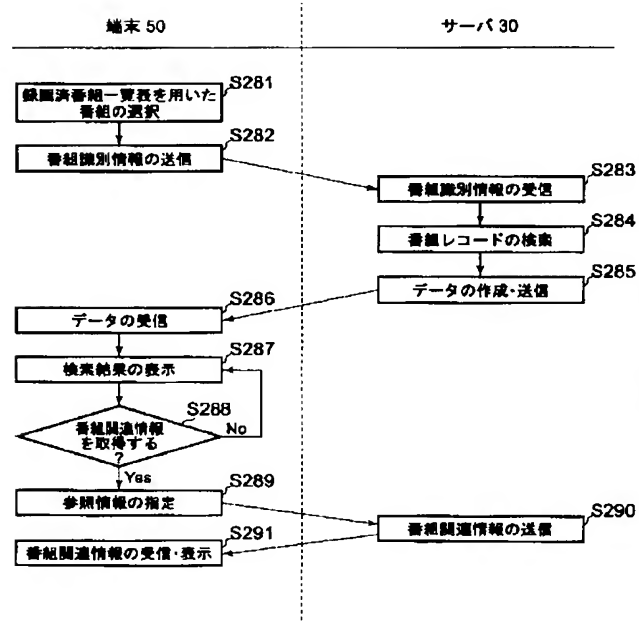 端末 50
サーバ 30
S281
録画済番組一覧表を用いた
番組の選択
S282
番組識別情報の送信
S283
番組識別情報の受信
S284
番組レコードの検索
S285
データの作成・送信
S286
データの受信
S287
検索結果の表示
S288
番組関連情報
を取得する
?
No
Yes
S289
参照情報の指定
S290
番組関連情報の送信
S291
番組関連情報の受信・表示